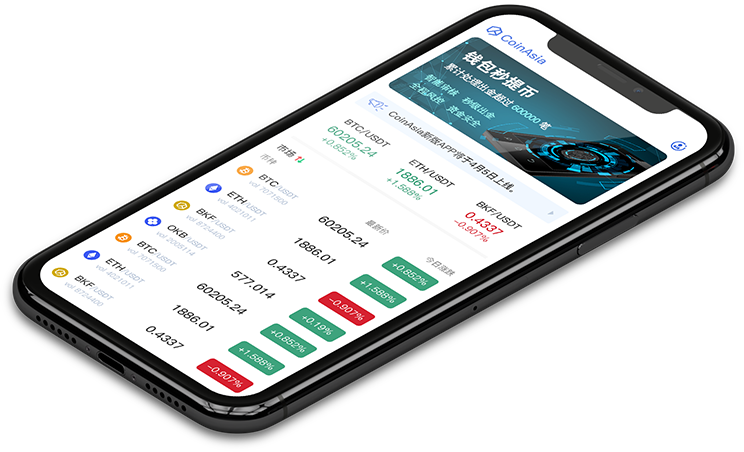 CoinAsia
钱包秒提币
累计处理出金超过 600000 笔
智能审核 秒级出金
全程风控 资金安全
CoinAsia新版APP将于4月5日上线。
BTC/USDT
60205.24
+0.852%
ETH/USDT
1886.01
+1.588%
BKF/USDT
0.4337
-0.907%
市场
币种 最新价 今日涨跌
BTC/USDT 60205.24 +0.852%
vol 7071500
ETH/USDT 1886.01 +1.588%
vol 4021011
BKF/USDT 0.4337 -0.907%
vol 8724400
OKB/USDT 577.014 +0.19%
vol 2005114
BTC/USDT 60205.24 +0.852%
vol 7071500
ETH/USDT 1886.01 +1.588%
vol 4021011
BKF/USDT 0.4337 -0.907%
vol 8724400